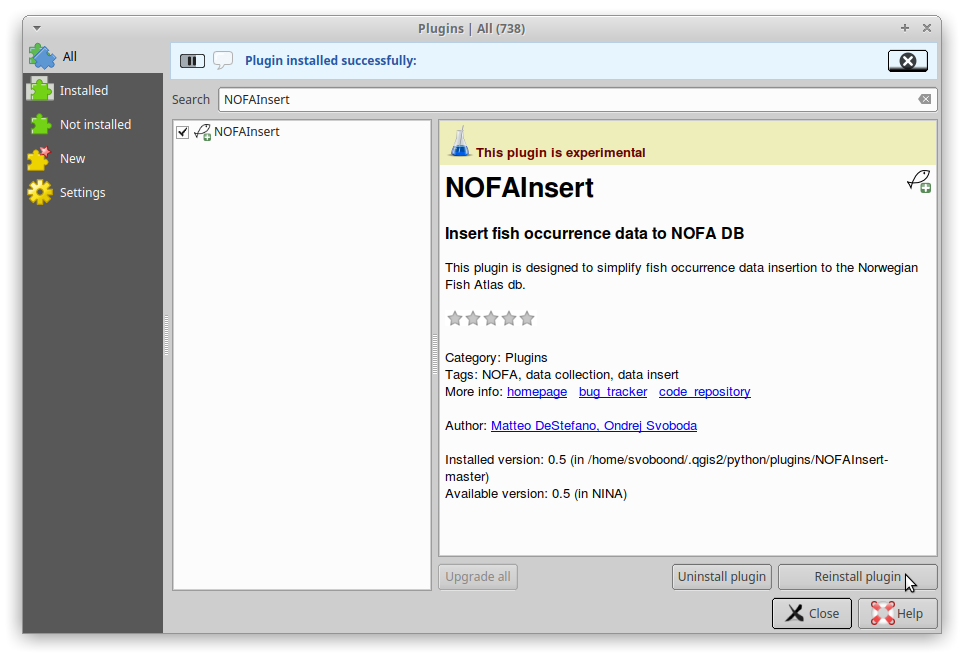 Plugins | All (738)
All
Installed
Not installed
New
Settings
Plugin installed successfully:
Search NOFAInsert
NOFAInsert
This plugin is experimental
NOFAInsert
Insert fish occurrence data to NOFA DB
This plugin is designed to simplify fish occurrence data insertion to the Norwegian
Fish Atlas db.
Category: Plugins
Tags: NOFA, data collection, data insert
More info: homepage bug_tracker code_repository
Author: Matteo DeStefano, Ondrej Svoboda
Installed version: 0.5 (in /home/svoboond/.qgis2/python/plugins/NOFAInsert-
master)
Available version: 0.5 (in NINA)
Upgrade all Uninstall plugin Reinstall plugin
Close Help